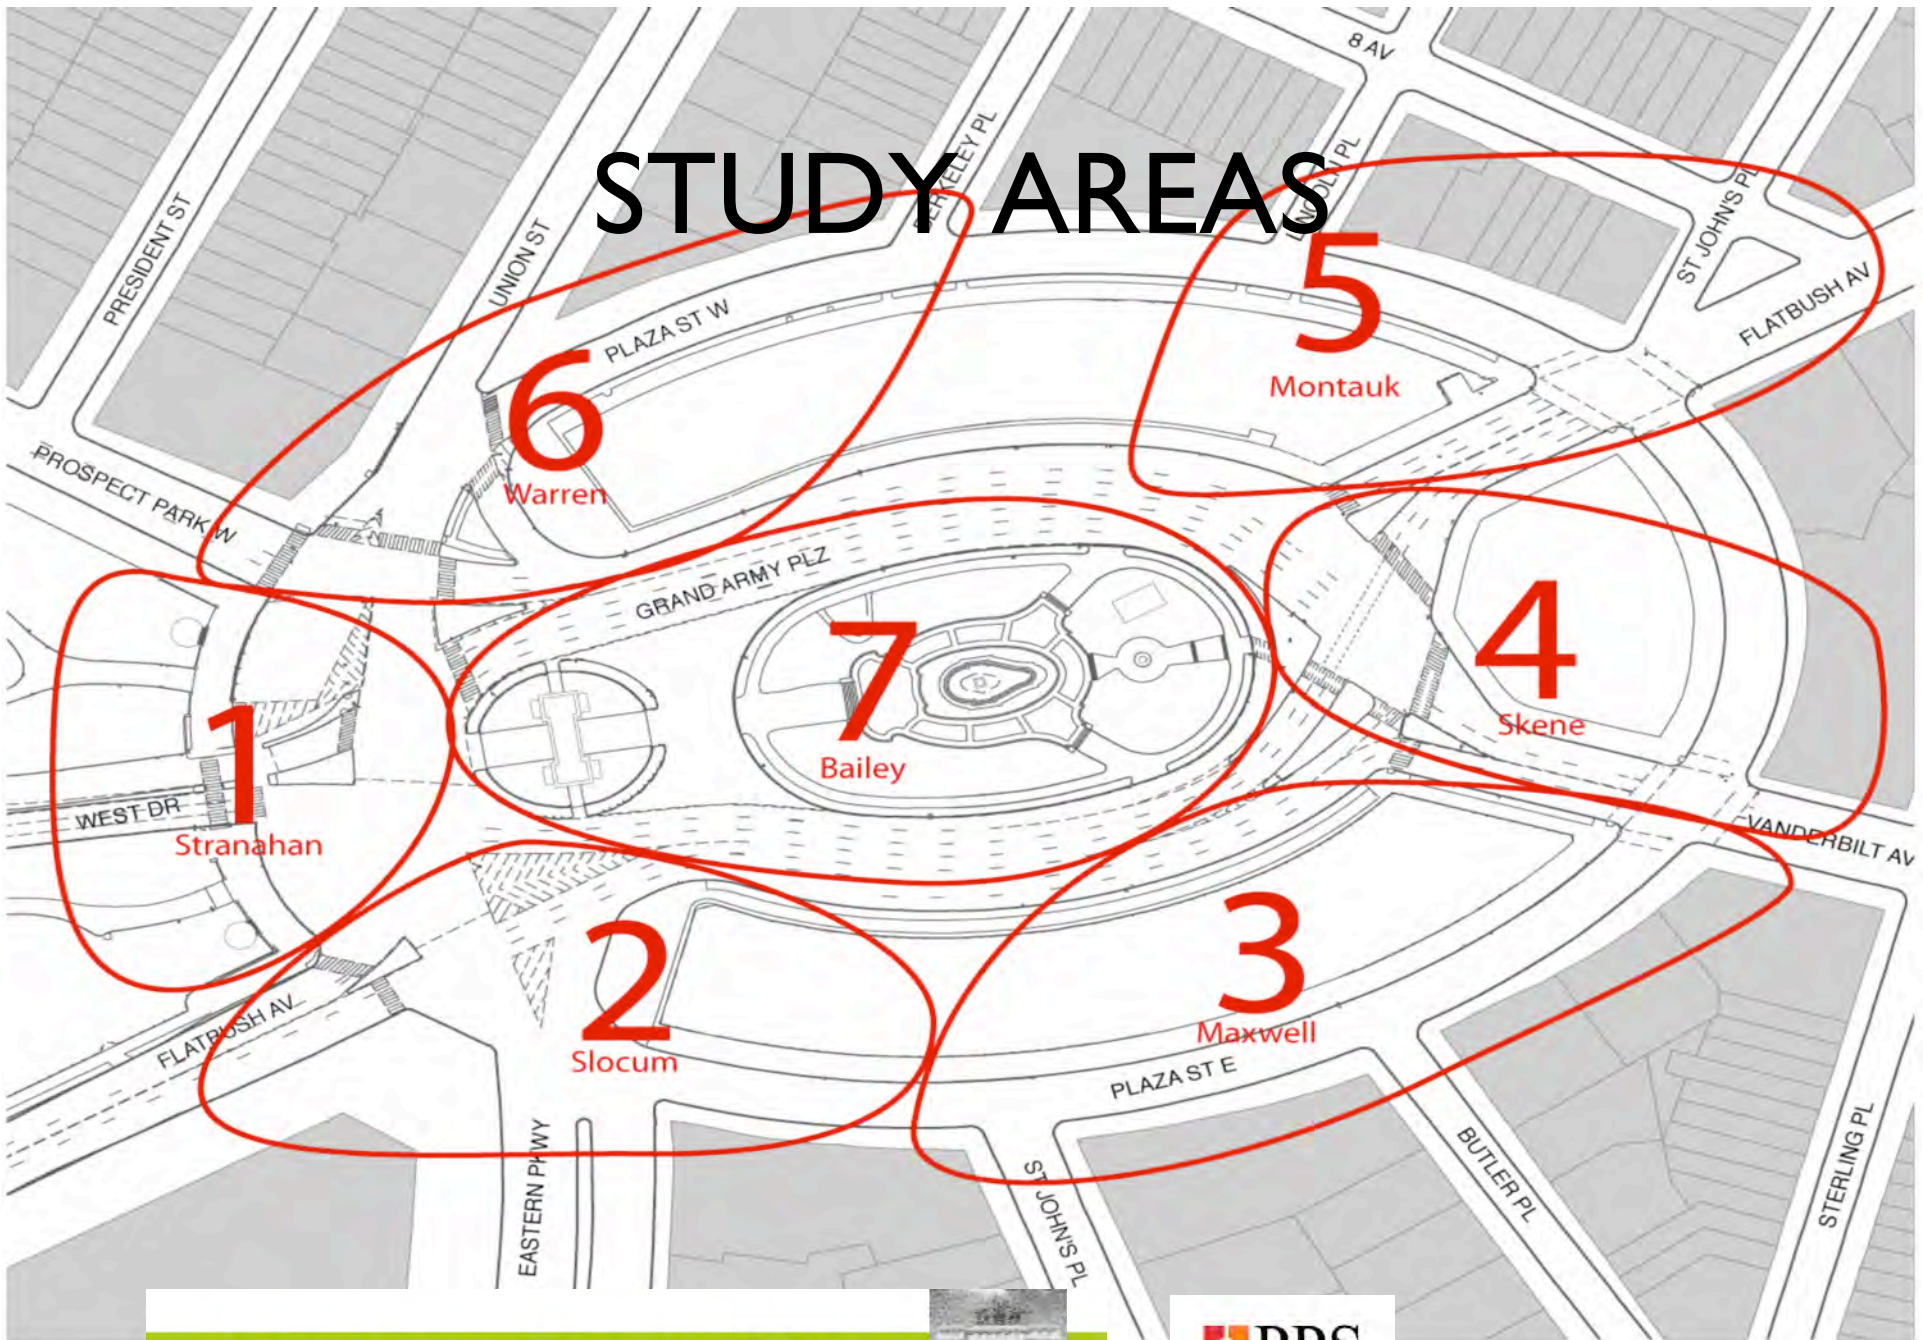 STUDY AREAS
8 AV
BERKELEY PL
LINCOLN PL
ST JOHN'S PL
PRESIDENT ST
UNION ST
FLATBUSH AV
PLAZA ST W
5
Montauk
6
Warren
PROSPECT PARK W
GRAND ARMY PLZ
7
Bailey
4
Skene
1
Stranahan
WEST DR
VANDERBILT AV
2
Slocum
3
Maxwell
FLATBUSH AV
PLAZA ST E
EASTERN PKWY
ST JOHN'S PL
BUTLER PL
STERLING PL